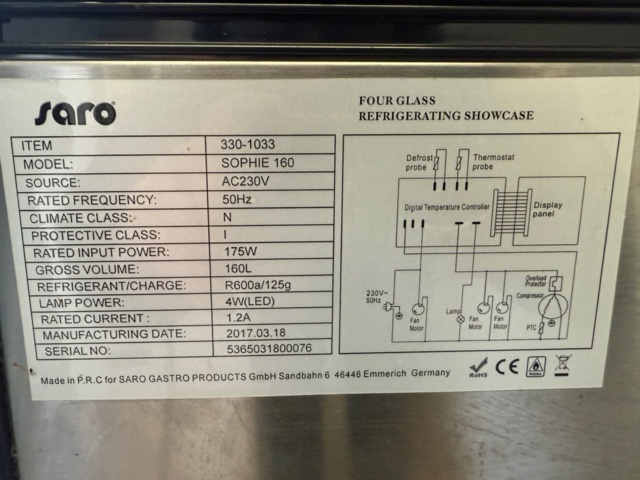 saro
FOUR GLASS
REFRIGERATING SHOWCASE
ITEM 330-1033
MODEL: SOPHIE 160
SOURCE: AC230V
RATED FREQUENCY: 50Hz
CLIMATE CLASS: N
PROTECTIVE CLASS: I
RATED INPUT POWER: 175W
GROSS VOLUME: 160L
REFRIGERANT/CHARGE: R600a/125g
LAMP POWER: 4W(LED)
RATED CURRENT : 1.2A
MANUFACTURING DATE: 2017.03.18
SERIAL NO: 5365031800076
Defrost probe
Thermostat probe
Digital Temperature Controller
Display panel
230V~
50Hz
Fan Motor
Lamp
Fan Motor
Fan Motor
Overload Protector
Compressor
PTC
Made in P.R.C for SARO GASTRO PRODUCTS GmbH Sandbahn 6 46446 Emmerich Germany
RoHS
CE
R600a